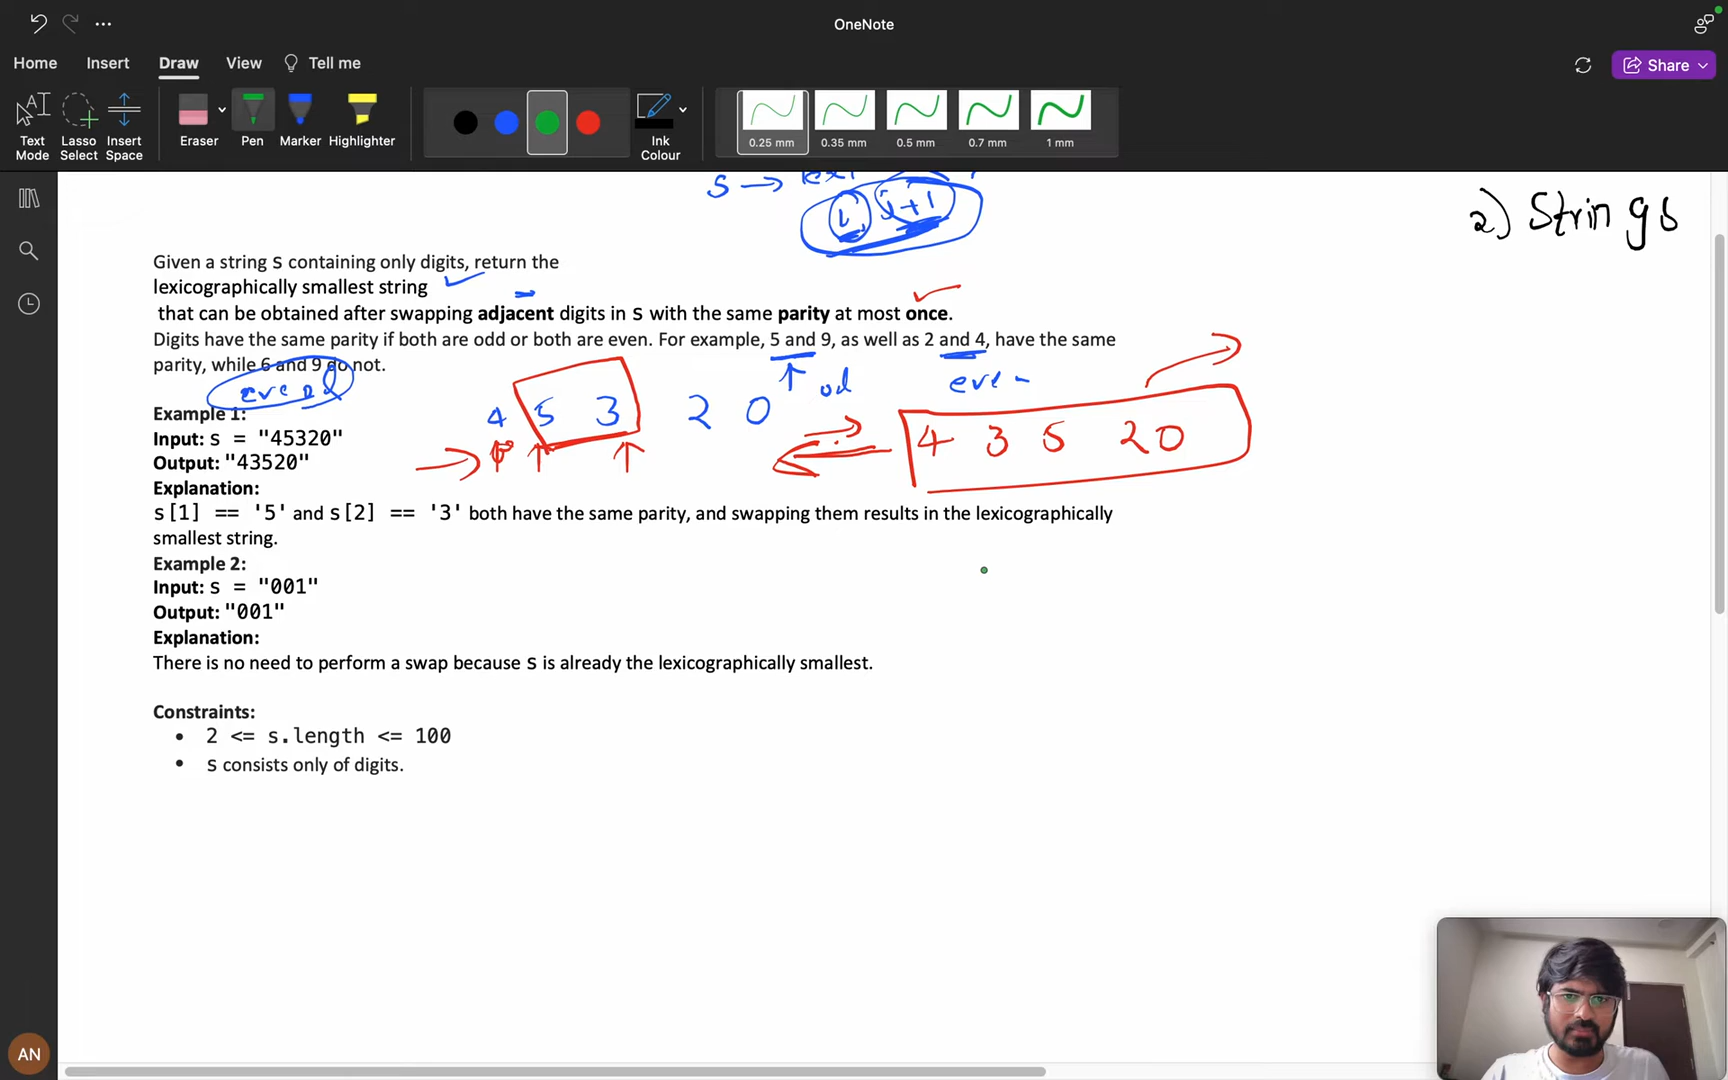 OneNote
Home Insert Draw View Tell me
Share
Text Mode
Lasso Select
Insert Space
Eraser
Pen
Marker
Highlighter
Ink Colour
0.25 mm
0.35 mm
0.5 mm
0.7 mm
1 mm
s → lexi
i, i+1
2) Strings
Given a string s containing only digits, return the
lexicographically smallest string
that can be obtained after swapping adjacent digits in s with the same parity at most once.
Digits have the same parity if both are odd or both are even. For example, 5 and 9, as well as 2 and 4, have the same
parity, while 6 and 9 do not.
od
4 5 3 2 0
4 3 5 2 0
Example 1:
Input: s = "45320"
Output: "43520"
Explanation:
s[1] == '5' and s[2] == '3' both have the same parity, and swapping them results in the lexicographically
smallest string.
Example 2:
Input: s = "001"
Output: "001"
Explanation:
There is no need to perform a swap because s is already the lexicographically smallest.
Constraints:
• 2 <= s.length <= 100
• s consists only of digits.
AN